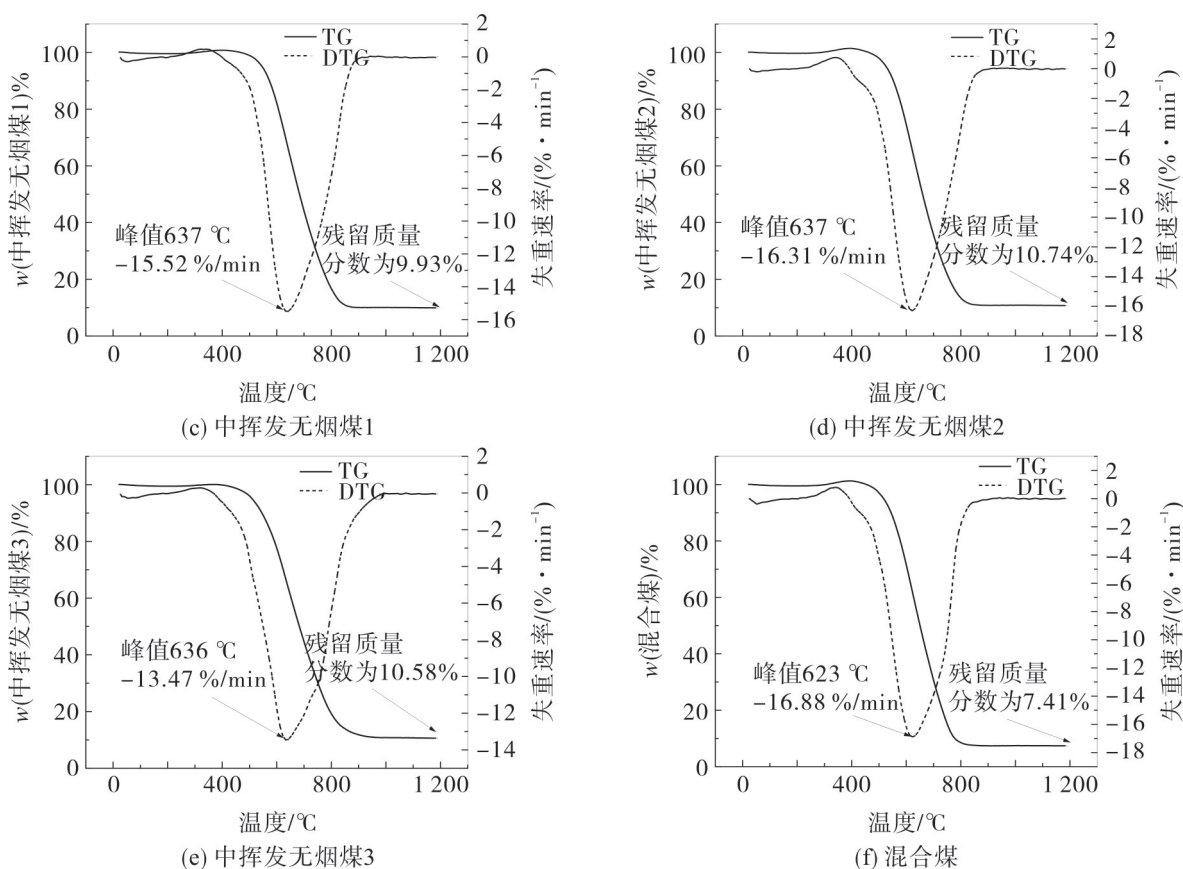 TG
DTG
w(中挥发无烟煤1)%
100
80
60
40
20
0
2
0
−2
−4
−6
−8
−10
−12
−14
−16
失重速率/(%·min⁻¹)
峰值637 ℃
−15.52 %/min
残留质量
分数为9.93%
0 400 800 1 200
温度/℃
(c) 中挥发无烟煤1
TG
DTG
w(中挥发无烟煤2)/%
100
80
60
40
20
0
2
0
−2
−4
−6
−8
−10
−12
−14
−16
−18
失重速率/(%·min⁻¹)
峰值637 ℃
−16.31 %/min
残留质量
分数为10.74%
0 400 800 1 200
温度/℃
(d) 中挥发无烟煤2
TG
DTG
w(中挥发无烟煤3)/%
100
80
60
40
20
0
2
0
−2
−4
−6
−8
−10
−12
−14
失重速率/(%·min⁻¹)
峰值636 ℃
−13.47 %/min
残留质量
分数为10.58%
0 400 800 1 200
温度/℃
(e) 中挥发无烟煤3
TG
DTG
w(混合煤)/%
100
80
60
40
20
0
2
0
−2
−4
−6
−8
−10
−12
−14
−16
−18
失重速率/(%·min⁻¹)
峰值623 ℃
−16.88 %/min
残留质量
分数为7.41%
0 400 800 1 200
温度/℃
(f) 混合煤